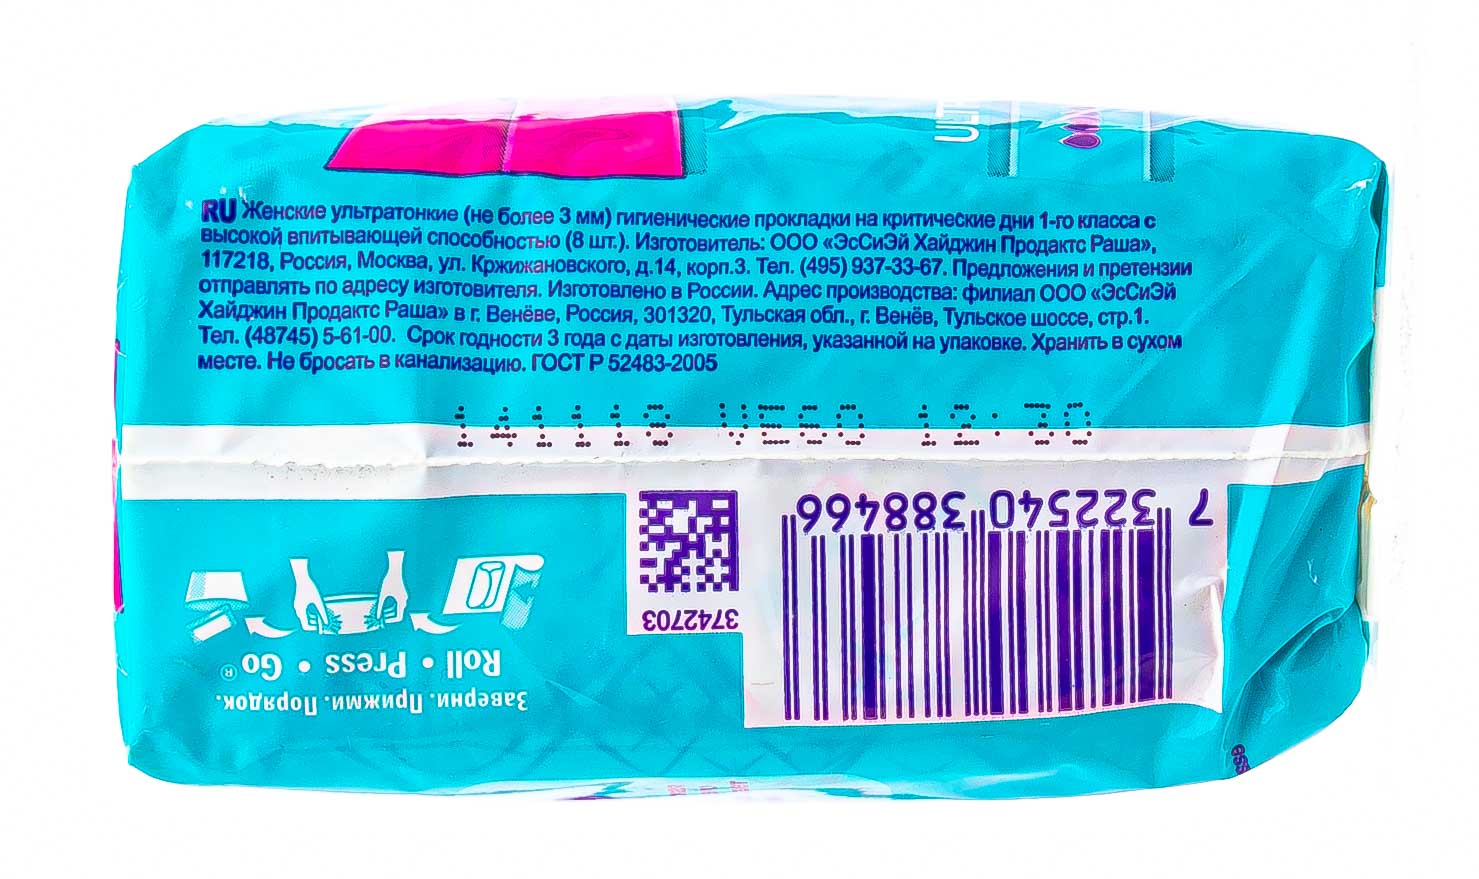 ULT
RU Женские ультратонкие (не более 3 мм) гигиенические прокладки на критические дни 1-го класса с
высокой впитывающей способностью (8 шт.). Изготовитель: ООО «ЭсСиЭй Хайджин Продактс Раша»,
117218, Россия, Москва, ул. Кржижановского, д.14, корп.3. Тел. (495) 937-33-67. Предложения и претензии
отправлять по адресу изготовителя. Изготовлено в России. Адрес производства: филиал ООО «ЭсСиЭй
Хайджин Продактс Раша» в г. Венёве, Россия, 301320, Тульская обл., г. Венёв, Тульское шоссе, стр.1.
Тел. (48745) 5-61-00. Срок годности 3 года с даты изготовления, указанной на упаковке. Хранить в сухом
месте. Не бросать в канализацию. ГОСТ Р 52483-2005
141118 VE60 12:30
7 322540 388466
3742703
Roll • Press • Go®
Заверни. Прижми. Порядок.